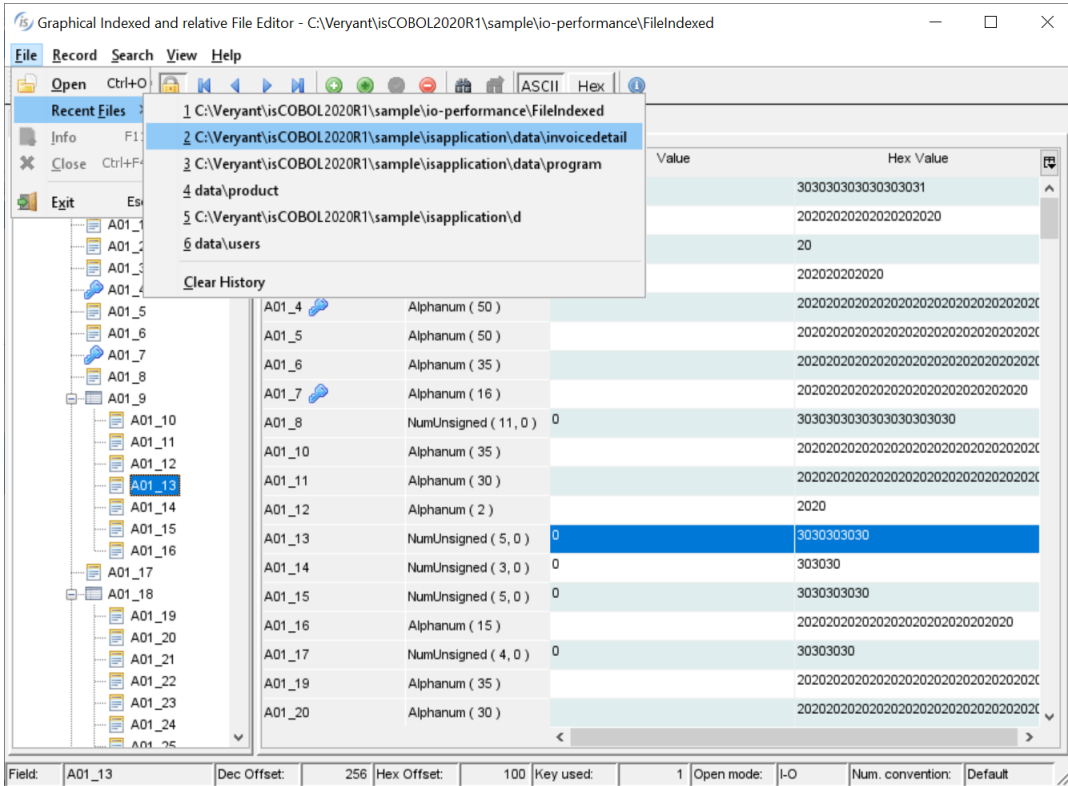 Graphical Indexed and relative File Editor - C:\Veryant\isCOBOL2020R1\sample\io-performance\FileIndexed
File Record Search View Help
Open Ctrl+O
ASCII Hex
Recent Files
Info
Close
Exit
1 C:\Veryant\isCOBOL2020R1\sample\io-performance\FileIndexed
2 C:\Veryant\isCOBOL2020R1\sample\isapplication\data\invoicedetail
3 C:\Veryant\isCOBOL2020R1\sample\isapplication\data\program
4 data\product
5 C:\Veryant\isCOBOL2020R1\sample\isapplication\d
6 data\users
Clear History
A01_4
A01_5
A01_6
A01_7
A01_8
A01_9
A01_10
A01_11
A01_12
A01_13
A01_14
A01_15
A01_16
A01_17
A01_18
A01_19
A01_20
A01_21
A01_22
A01_23
A01_24
A01_25
Value Hex Value
303030303030303031
20202020202020202020
20
202020202020
A01_4 Alphanum ( 50 )
A01_5 Alphanum ( 50 )
A01_6 Alphanum ( 35 )
A01_7 Alphanum ( 16 ) 20202020202020202020202020202020
A01_8 NumUnsigned ( 11, 0 ) 0 3030303030303030303030
A01_10 Alphanum ( 35 )
A01_11 Alphanum ( 30 )
A01_12 Alphanum ( 2 ) 2020
A01_13 NumUnsigned ( 5, 0 ) 0 3030303030
A01_14 NumUnsigned ( 3, 0 ) 0 303030
A01_15 NumUnsigned ( 5, 0 ) 0 3030303030
A01_16 Alphanum ( 15 ) 202020202020202020202020202020
A01_17 NumUnsigned ( 4, 0 ) 0 30303030
A01_19 Alphanum ( 35 )
A01_20 Alphanum ( 30 )
Field: A01_13 Dec Offset: 256 Hex Offset: 100 Key used: 1 Open mode: I-O Num. convention: Default